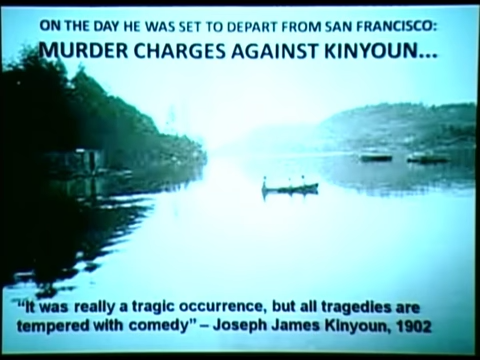 ON THE DAY HE WAS SET TO DEPART FROM SAN FRANCISCO:
MURDER CHARGES AGAINST KINYOUN...
"It was really a tragic occurrence, but all tragedies are
tempered with comedy" – Joseph James Kinyoun, 1902